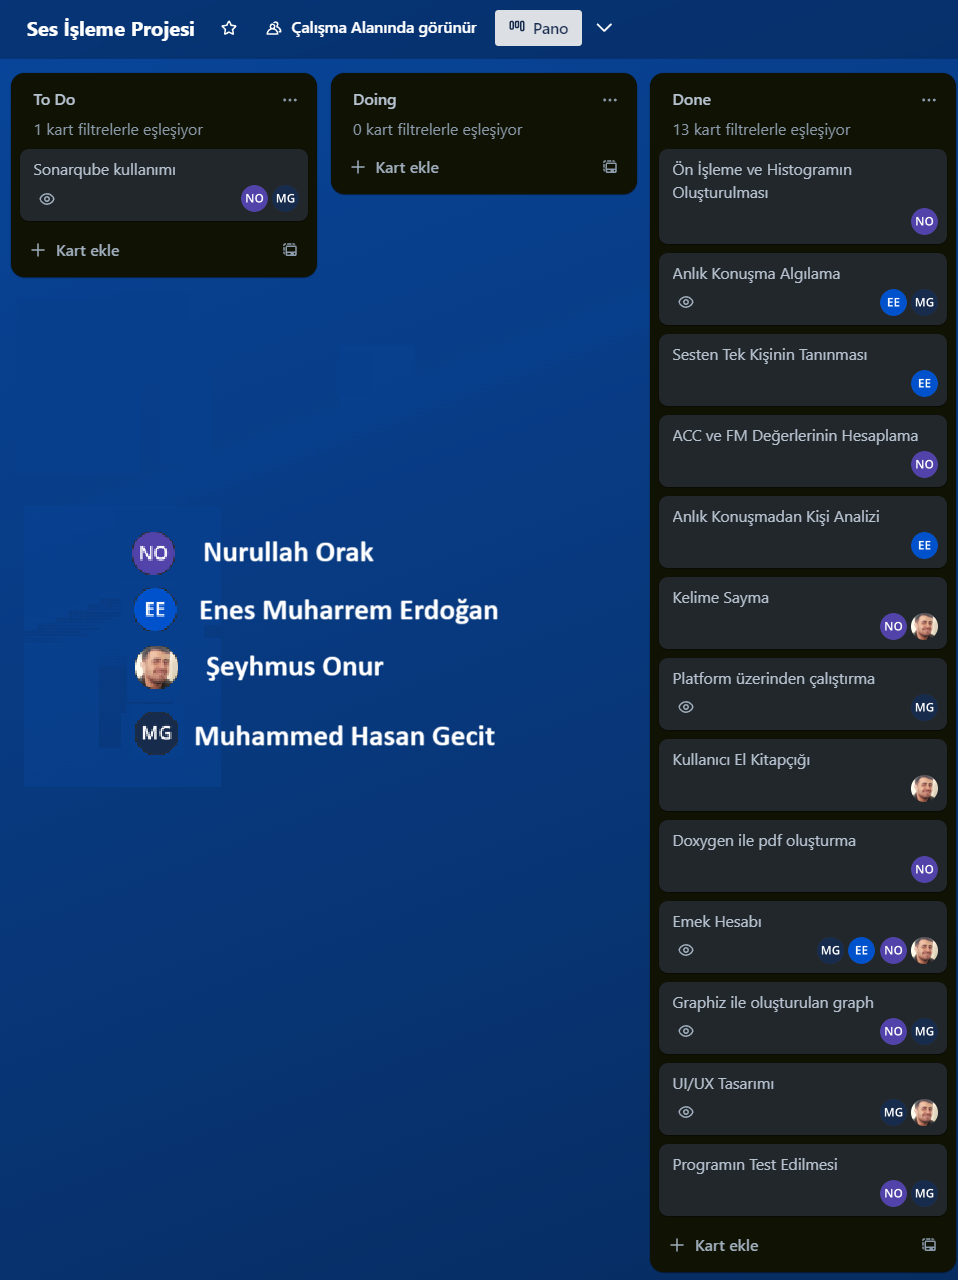 Ses İşleme Projesi
Çalışma Alanında görünür
Pano
To Do
1 kart filtrelerle eşleşiyor
Sonarqube kullanımı
NO MG
Kart ekle
Doing
0 kart filtrelerle eşleşiyor
Kart ekle
Done
13 kart filtrelerle eşleşiyor
Ön İşleme ve Histogramın
Oluşturulması
NO
Anlık Konuşma Algılama
EE MG
Sesten Tek Kişinin Tanınması
EE
ACC ve FM Değerlerinin Hesaplama
NO
Anlık Konuşmadan Kişi Analizi
EE
Kelime Sayma
NO
Platform üzerinden çalıştırma
MG
Kullanıcı El Kitapçığı
Doxygen ile pdf oluşturma
NO
Emek Hesabı
MG EE NO
Graphiz ile oluşturulan graph
NO MG
UI/UX Tasarımı
MG
Programın Test Edilmesi
NO MG
Kart ekle
NO Nurullah Orak
EE Enes Muharrem Erdoğan
Şeyhmus Onur
MG Muhammed Hasan Gecit